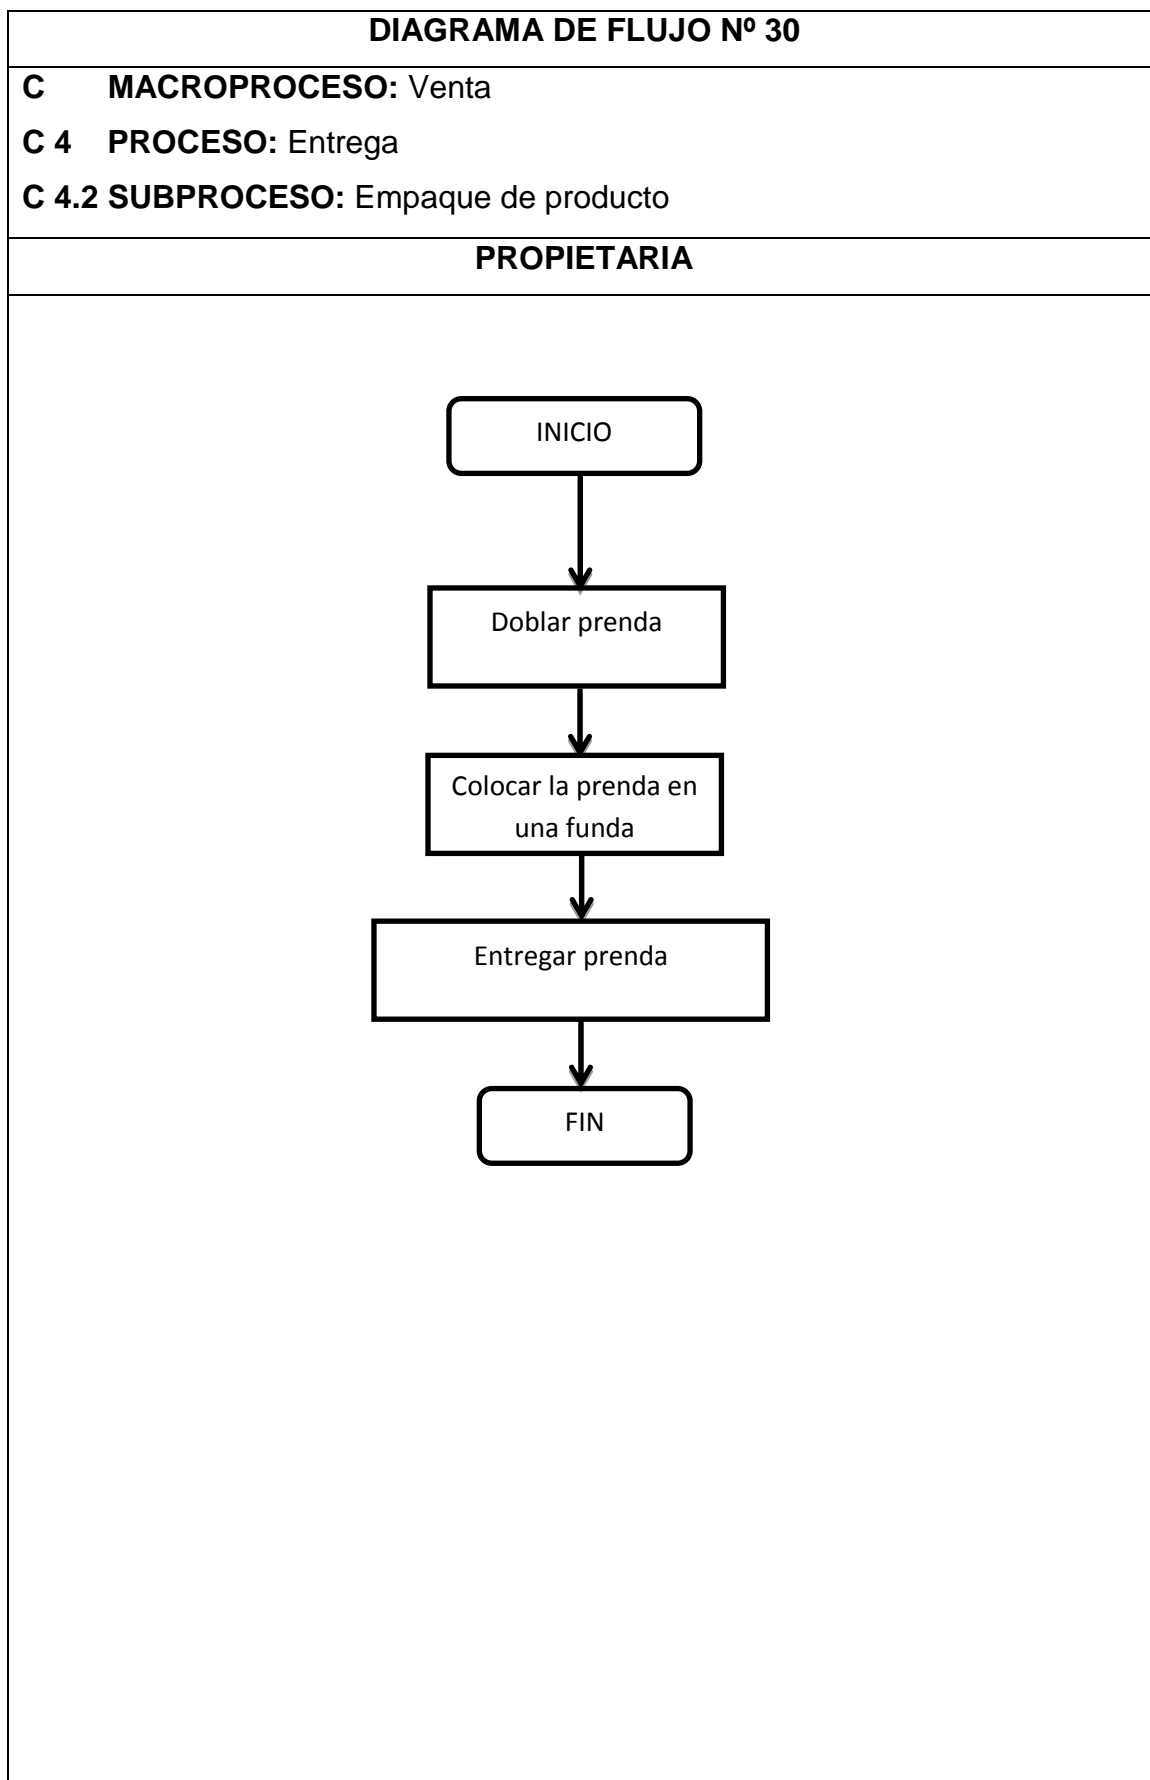 DIAGRAMA DE FLUJO Nº 30
C MACROPROCESO: Venta
C 4 PROCESO: Entrega
C 4.2 SUBPROCESO: Empaque de producto
PROPIETARIA
INICIO
Doblar prenda
Colocar la prenda en
una funda
Entregar prenda
FIN